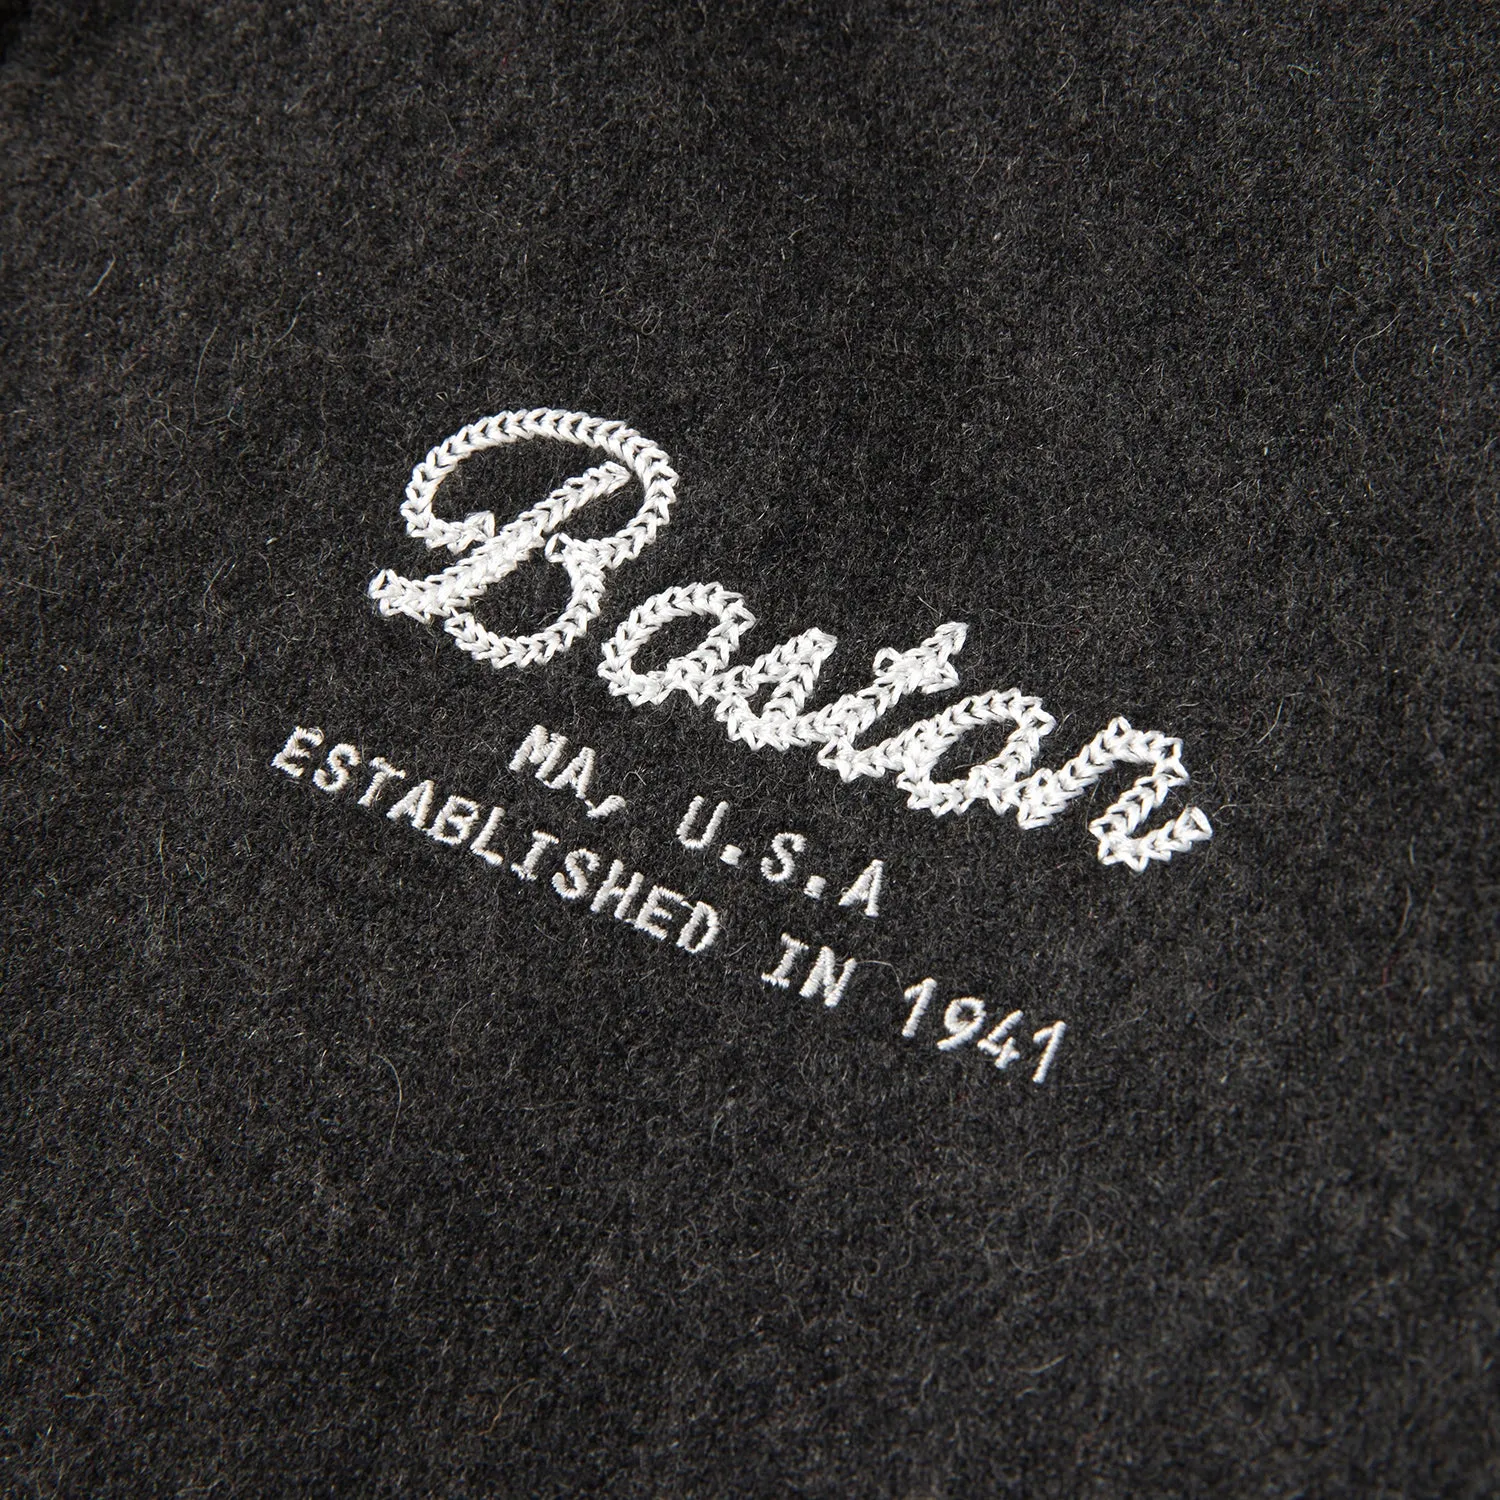 Boston
MA, U.S.A
ESTABLISHED IN 1941